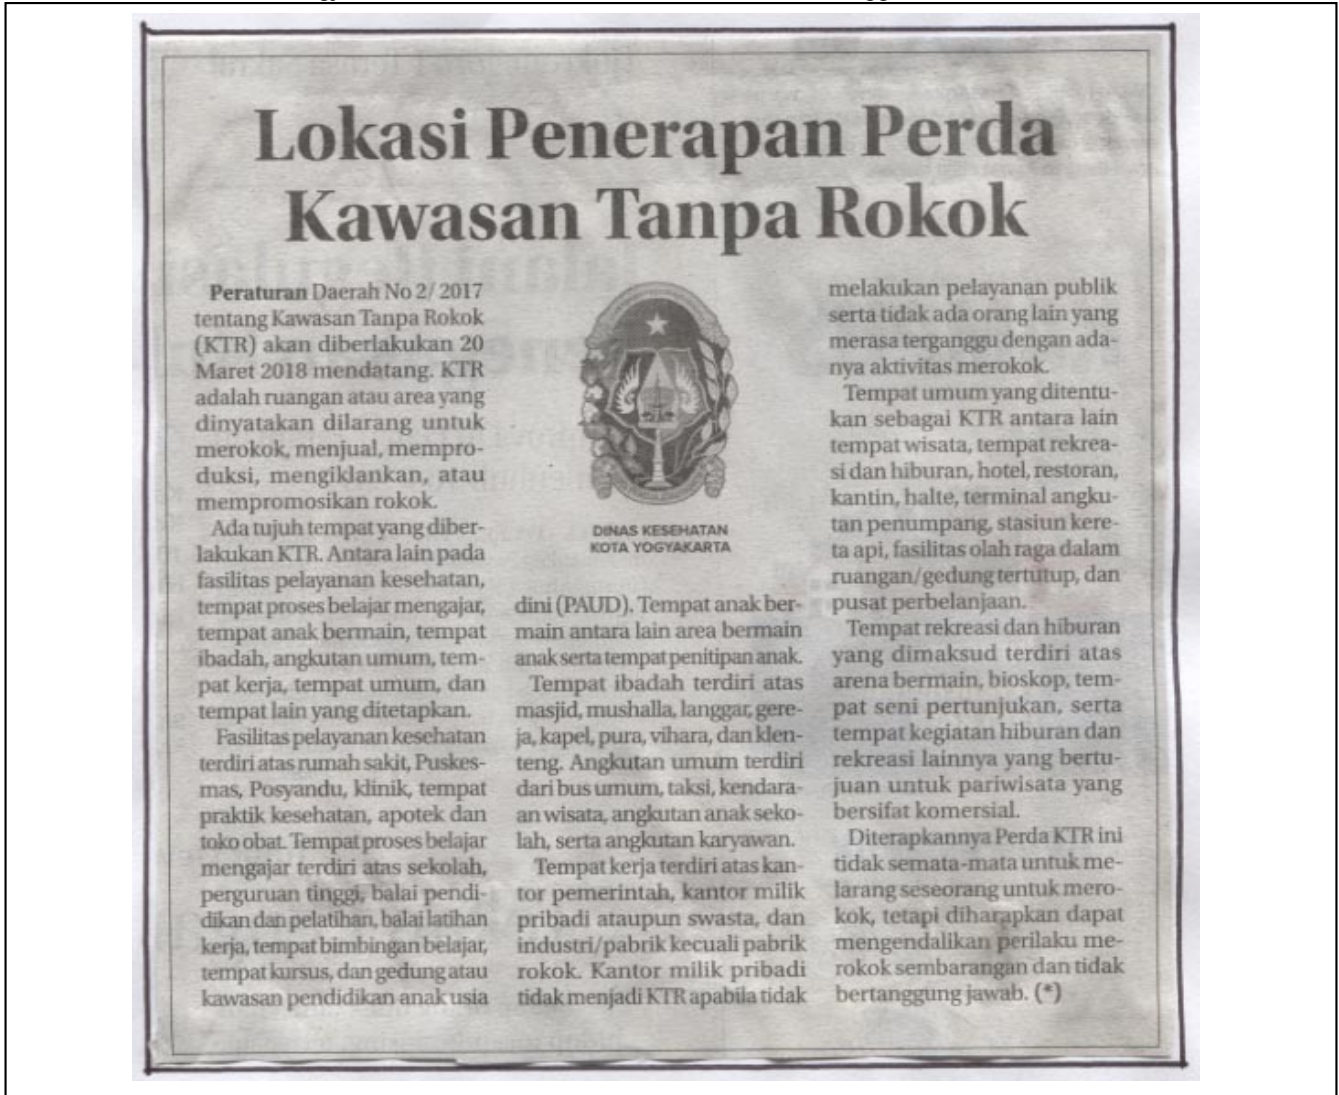 Lokasi Penerapan Perda
Kawasan Tanpa Rokok
Peraturan Daerah No 2/ 2017
tentang Kawasan Tanpa Rokok
(KTR) akan diberlakukan 20
Maret 2018 mendatang. KTR
adalah ruangan atau area yang
dinyatakan dilarang untuk
merokok, menjual, mempro-
duksi, mengiklankan, atau
mempromosikan rokok.
Ada tujuh tempat yang diber-
lakukan KTR. Antara lain pada
fasilitas pelayanan kesehatan,
tempat proses belajar mengajar,
tempat anak bermain, tempat
ibadah, angkutan umum, tem-
pat kerja, tempat umum, dan
tempat lain yang ditetapkan.
Fasilitas pelayanan kesehatan
terdiri atas rumah sakit, Puskes-
mas, Posyandu, klinik, tempat
praktik kesehatan, apotek dan
toko obat. Tempat proses belajar
mengajar terdiri atas sekolah,
perguruan tinggi, balai pendi-
dikan dan pelatihan, balai latihan
kerja, tempat bimbingan belajar,
tempat kursus, dan gedung atau
kawasan pendidikan anak usia
DINAS KESEHATAN
KOTA YOGYAKARTA
dini (PAUD). Tempat anak ber-
main antara lain area bermain
anak serta tempat penitipan anak.
Tempat ibadah terdiri atas
masjid, mushalla, langgar, gere-
ja, kapel, pura, vihara, dan klen-
teng. Angkutan umum terdiri
dari bus umum, taksi, kendara-
an wisata, angkutan anak seko-
lah, serta angkutan karyawan.
Tempat kerja terdiri atas kan-
tor pemerintah, kantor milik
pribadi ataupun swasta, dan
industri/pabrik kecuali pabrik
rokok. Kantor milik pribadi
tidak menjadi KTR apabila tidak
melakukan pelayanan publik
serta tidak ada orang lain yang
merasa terganggu dengan ada-
nya aktivitas merokok.
Tempat umum yang ditentu-
kan sebagai KTR antara lain
tempat wisata, tempat rekrea-
si dan hiburan, hotel, restoran,
kantin, halte, terminal angku-
tan penumpang, stasiun kere-
ta api, fasilitas olah raga dalam
ruangan/gedung tertutup, dan
pusat perbelanjaan.
Tempat rekreasi dan hiburan
yang dimaksud terdiri atas
arena bermain, bioskop, tem-
pat seni pertunjukan, serta
tempat kegiatan hiburan dan
rekreasi lainnya yang bertu-
juan untuk pariwisata yang
bersifat komersial.
Diterapkannya Perda KTR ini
tidak semata-mata untuk me-
larang seseorang untuk mero-
kok, tetapi diharapkan dapat
mengendalikan perilaku me-
rokok sembarangan dan tidak
bertanggung jawab. (*)